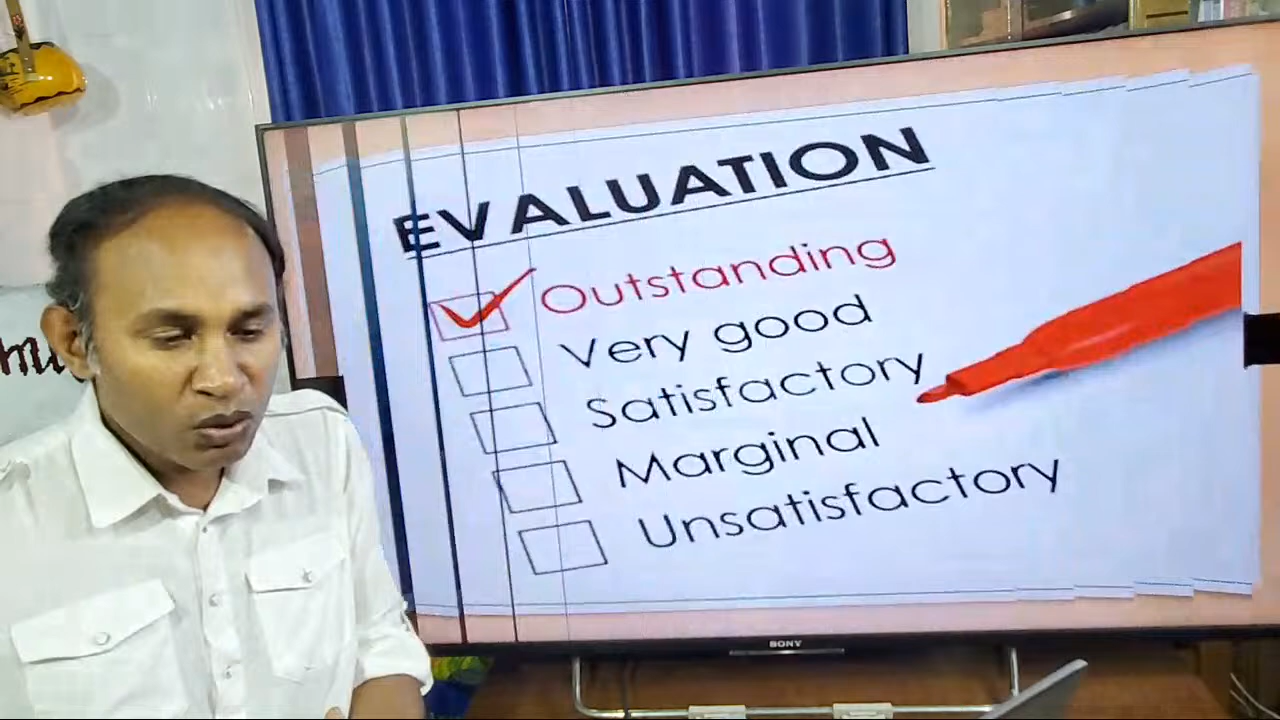 EVALUATION
Outstanding
Very good
Satisfactory
Marginal
Unsatisfactory
SONY